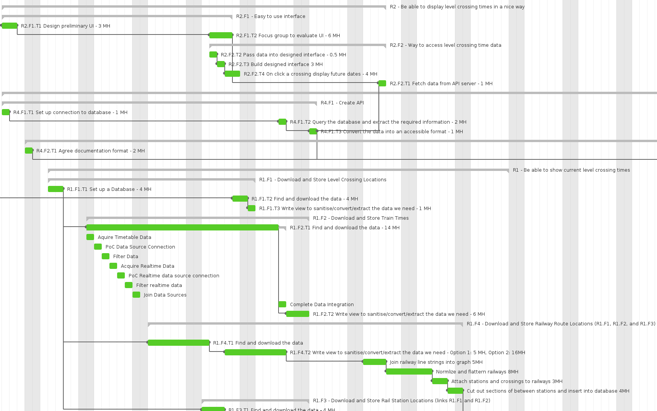 R2 - Be able to display level crossing times in a nice way
R2.F1 - Easy to use interface
R2.F1.T1 Design preliminary UI - 3 MH
R2.F1.T2 Focus group to evaluate UI - 6 MH
R2.F2 - Way to access level crossing time data
R2.F2.T2 Pass data into designed interface - 0.5 MH
R2.F2.T3 Build designed interface 3 MH
R2.F2.T4 On click a crossing display future dates - 4 MH
R2.F2.T1 Fetch data from API server - 1 MH
R4.F1 - Create API
R4.F1.T1 Set up connection to database - 1 MH
R4.F1.T2 Query the database and extract the required information - 2 MH
R4.F1.T3 Convert the data into an accessible format - 1 MH
R4.F2.T1 Agree documentation format - 2 MH
R1 - Be able to show current level crossing times
R1.F1 - Download and Store Level Crossing Locations
R1.F1.T1 Set up a Database - 4 MH
R1.F1.T2 Find and download the data - 4 MH
R1.F1.T3 Write view to sanitise/convert/extract the data we need - 1 MH
R1.F2 - Download and Store Train Times
R1.F2.T1 Find and download the data - 14 MH
Aquire Timetable Data
PoC Data Source Connection
Filter Data
Acquire Realtime Data
PoC Realtime data source connection
Filter realtime data
Join Data Sources
Complete Data Integration
R1.F2.T2 Write view to sanitise/convert/extract the data we need - 6 MH
R1.F4 - Download and Store Railway Route Locations (R1.F1, R1.F2, and R1.F3)
R1.F4.T1 Find and download the data
R1.F4.T2 Write view to sanitise/convert/extract the data we need - Option 1: 5 MH, Option 2: 16MH
Join railway line strings into graph 5MH
Normlize and flattern railways 8MH
Attach stations and crossings to railways 3MH
Cut out sections of between stations and insert into database 4MH
R1.F3 - Download and Store Rail Station Locations (links R1.F1 and R1.F2)
R1.F3.T1 Find and download the data - 6 MH